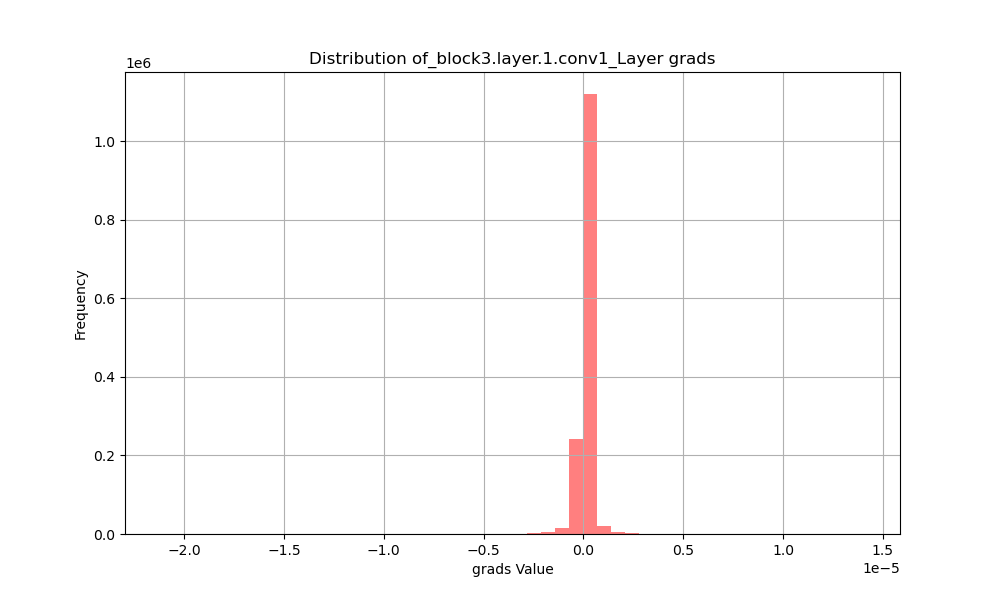 Distribution of_block3.layer.1.conv1_Layer grads
1e6
1.0
0.8
0.6
0.4
0.2
0.0
Frequency
−2.0 −1.5 −1.0 −0.5 0.0 0.5 1.0 1.5
1e−5
grads Value